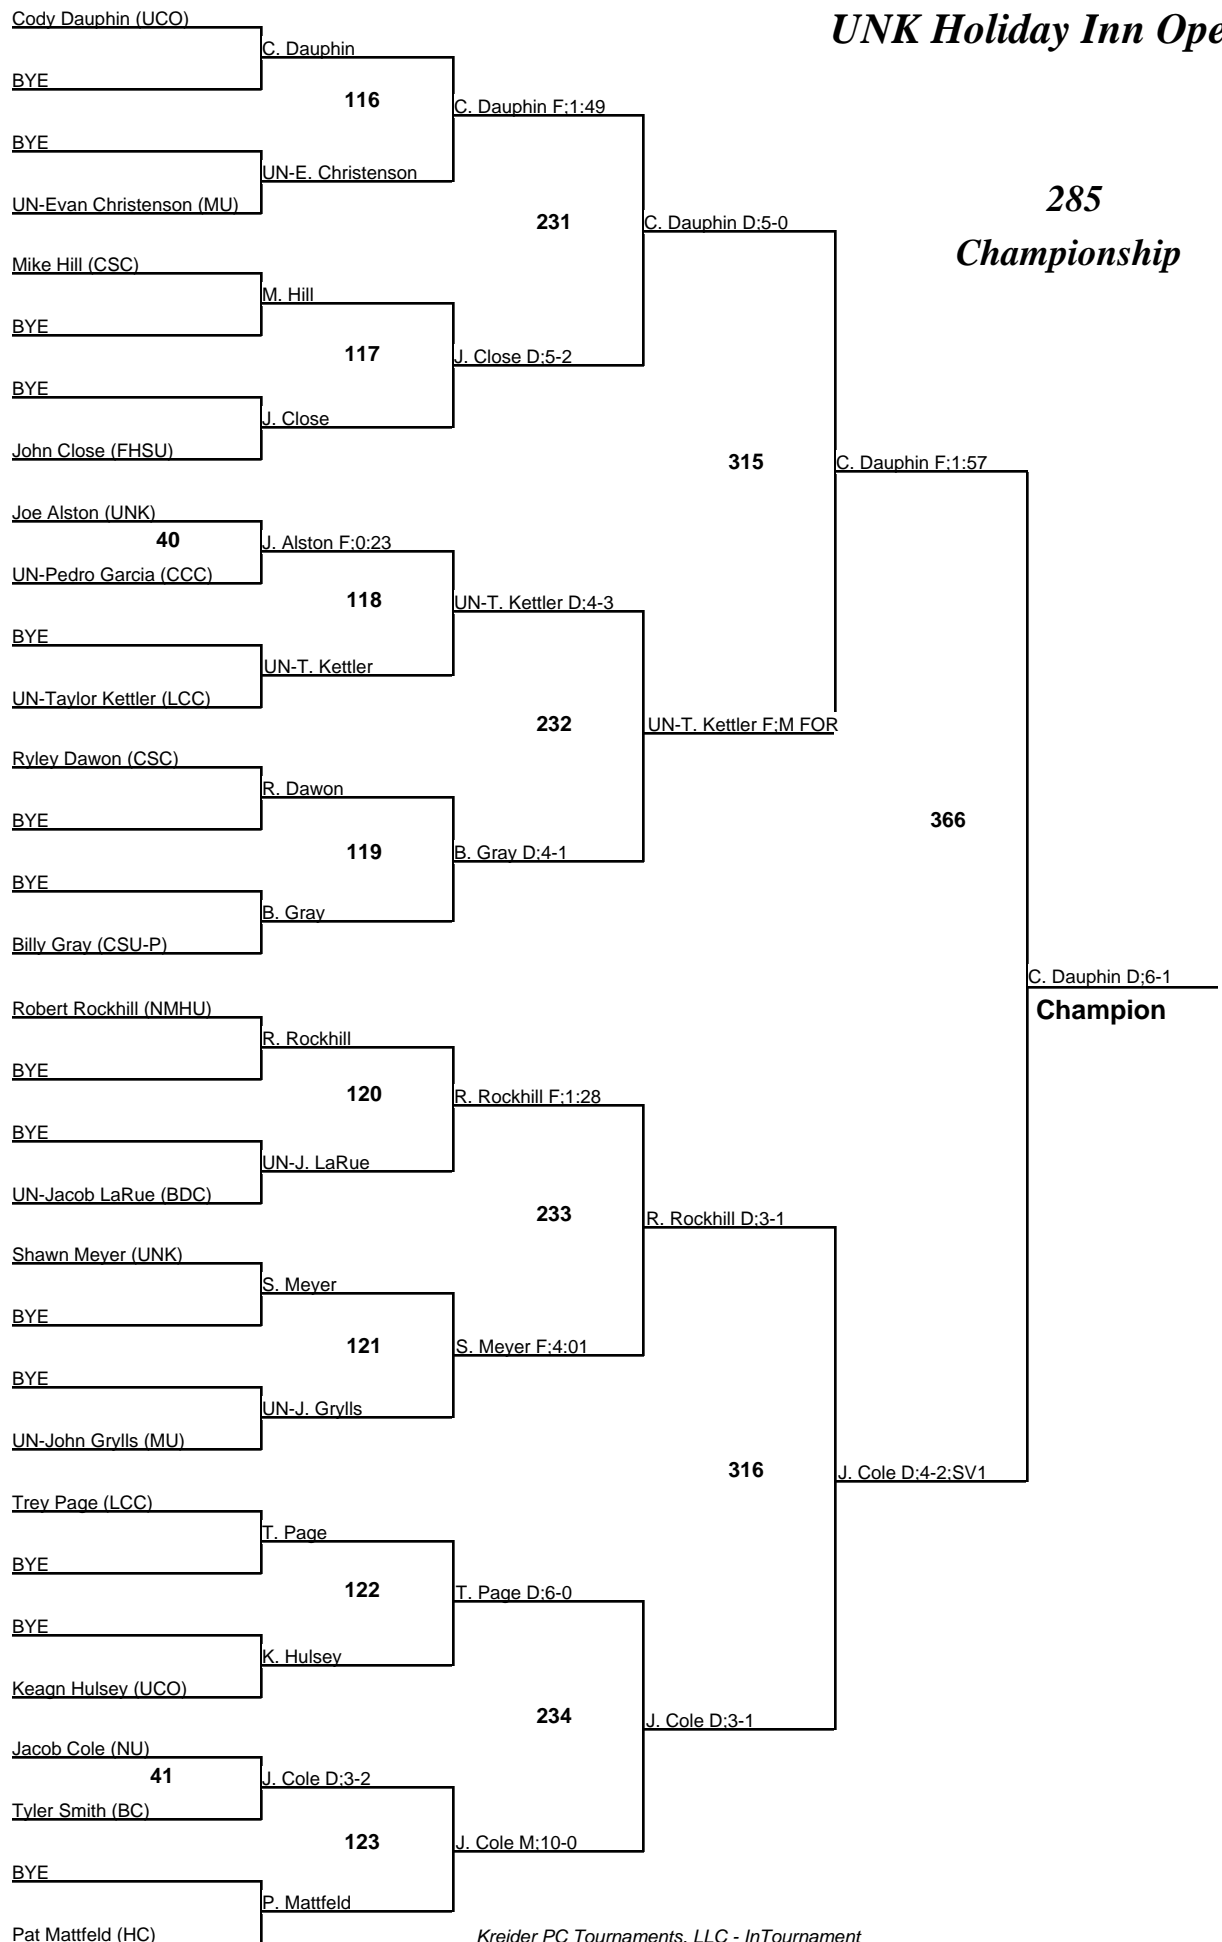 Cody Dauphin (UCO)
UNK Holiday Inn Ope
C. Dauphin
BYE
116
C. Dauphin F;1:49
BYE
UN-E. Christenson
UN-Evan Christenson (MU)
285
231
C. Dauphin D;5-0
Championship
Mike Hill (CSC)
M. Hill
BYE
117
J. Close D;5-2
BYE
J. Close
John Close (FHSU)
315
C. Dauphin F;1:57
Joe Alston (UNK)
40
J. Alston F;0:23
UN-Pedro Garcia (CCC)
118
UN-T. Kettler D;4-3
BYE
UN-T. Kettler
UN-Taylor Kettler (LCC)
232
UN-T. Kettler F;M FOR
Ryley Dawon (CSC)
R. Dawon
BYE
366
119
B. Gray D;4-1
BYE
B. Gray
Billy Gray (CSU-P)
C. Dauphin D;6-1
Champion
Robert Rockhill (NMHU)
R. Rockhill
BYE
120
R. Rockhill F;1:28
BYE
UN-J. LaRue
UN-Jacob LaRue (BDC)
233
R. Rockhill D;3-1
Shawn Meyer (UNK)
S. Meyer
BYE
121
S. Meyer F;4:01
BYE
UN-J. Grylls
UN-John Grylls (MU)
316
J. Cole D;4-2;SV1
Trey Page (LCC)
T. Page
BYE
122
T. Page D;6-0
BYE
K. Hulsey
Keagn Hulsey (UCO)
234
J. Cole D;3-1
Jacob Cole (NU)
41
J. Cole D;3-2
Tyler Smith (BC)
123
J. Cole M;10-0
BYE
P. Mattfeld
Pat Mattfeld (HC)
Kreider PC Tournaments, LLC - InTournament